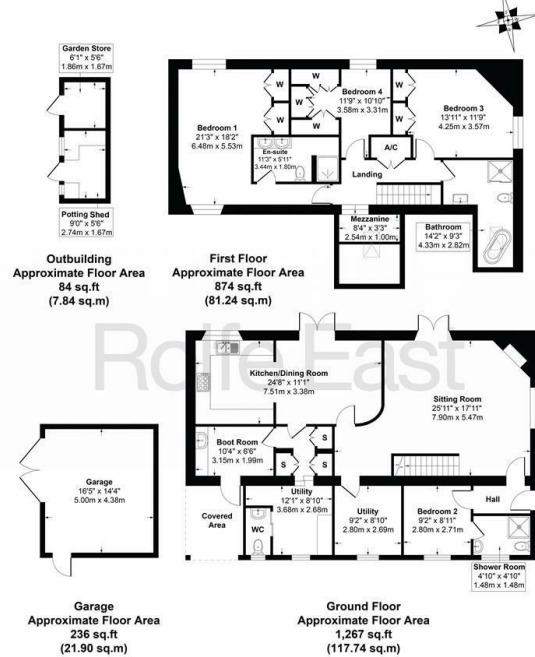 Garden Store
6'1" x 5'6"
1.86m x 1.67m
Potting Shed
9'0" x 5'6"
2.74m x 1.67m
Outbuilding
Approximate Floor Area
84 sq.ft
(7.84 sq.m)
W
W
W
W
W
W
W
Bedroom 1
21'3" x 18'2"
6.48m x 5.53m
Bedroom 4
11'9" x 10'10"
3.58m x 3.31m
Bedroom 3
13'11" x 11'9"
4.25m x 3.57m
En-suite
11'3" x 5'11"
3.44m x 1.80m
A/C
Landing
Mezzanine
8'4" x 3'3"
2.54m x 1.00m
Bathroom
14'2" x 9'3"
4.33m x 2.82m
First Floor
Approximate Floor Area
874 sq.ft
(81.24 sq.m)
Rolfe East
Kitchen/Dining Room
24'8" x 11'1"
7.51m x 3.38m
Sitting Room
25'11" x 17'11"
7.90m x 5.47m
Boot Room
10'4" x 6'6"
3.15m x 1.99m
S
S
S
Covered
Area
WC
Utility
12'1" x 8'10"
3.68m x 2.68m
Utility
9'2" x 8'10"
2.80m x 2.69m
Bedroom 2
9'2" x 8'11"
2.80m x 2.71m
Hall
Shower Room
4'10" x 4'10"
1.48m x 1.48m
Garage
16'5" x 14'4"
5.00m x 4.38m
Garage
Approximate Floor Area
236 sq.ft
(21.90 sq.m)
Ground Floor
Approximate Floor Area
1,267 sq.ft
(117.74 sq.m)